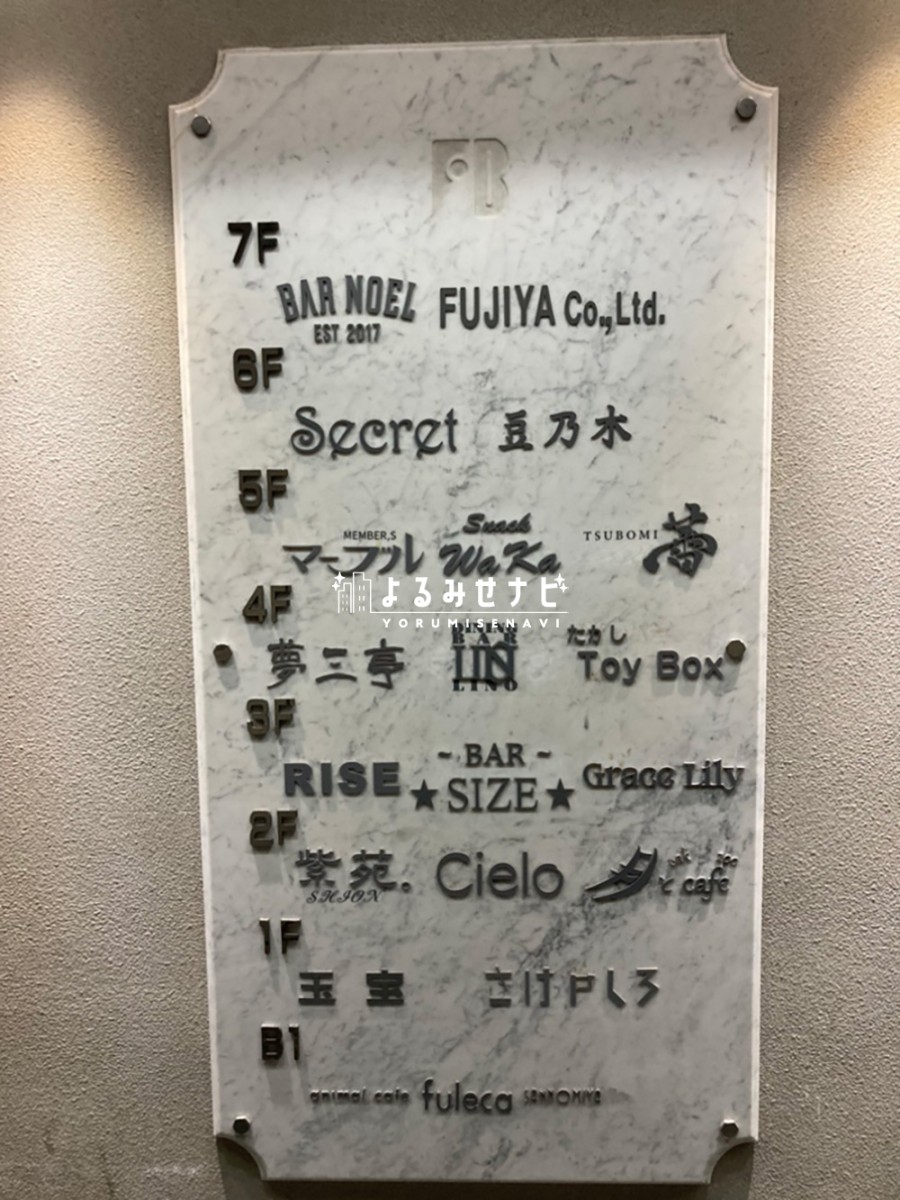 7F
BAR NOEL FUJIYA Co.,Ltd.
EST 2017
6F
Secret 豆乃木
5F
MEMBER,S Snack TSUBOMI
マーブル WaKa 蕾
よるみせナビ
YORUMISENAVI
4F
夢二亭 DINING BAR たかし
LINO Toy Box
3F
RISE ~ BAR ~ Grace Lily
★SIZE★
2F
紫苑. Cielo と cafe
SHION
1F
玉宝 さけやしろ
B1
animal cafe fuleca SANNOMIYA